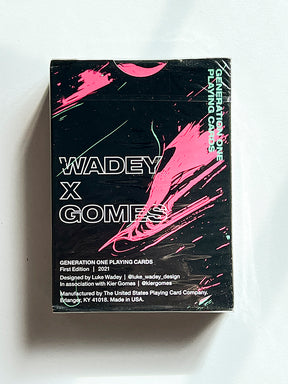 GENERATION ONE
PLAYING CARDS
WADEY
X
GOMES
GENERATION ONE PLAYING CARDS
First Edition | 2021
Designed by Luke Wadey | @luke_wadey_design
In association with Kier Gomes | @kiergomes
Manufactured by The United States Playing Card Company.
Erlanger, KY 41018. Made in USA.